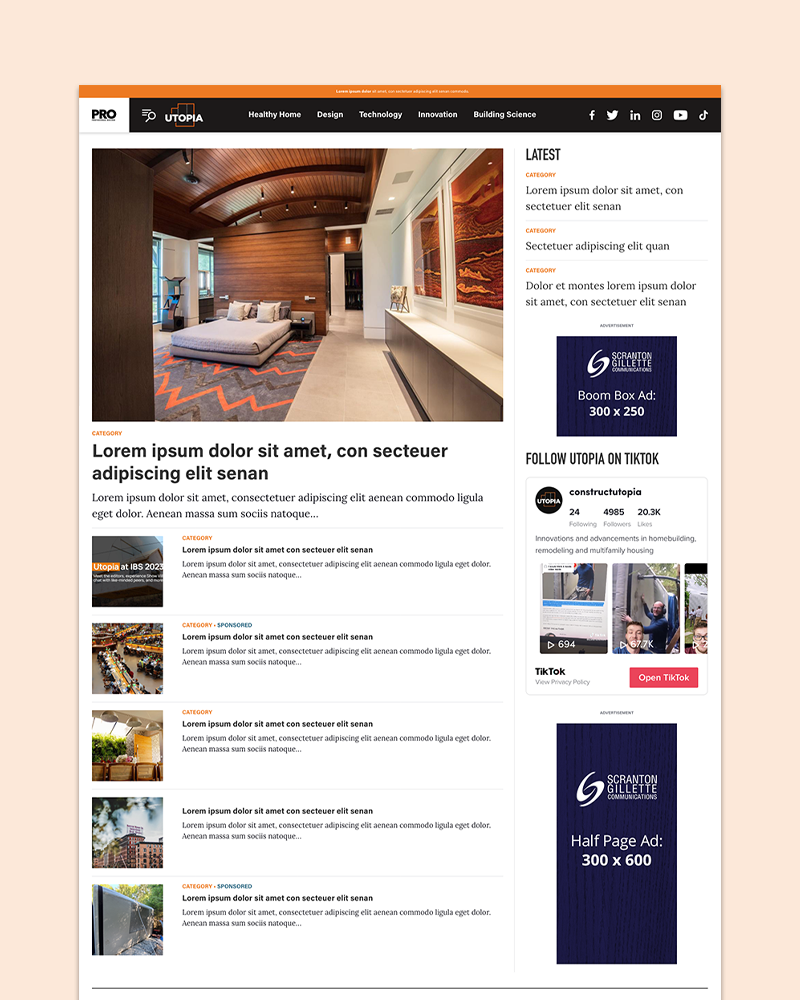 Lorem ipsum dolor sit amet, con sectetuer adipiscing elit senan commodo.
PRO
UTOPIA
Healthy Home
Design
Technology
Innovation
Building Science
CATEGORY
Lorem ipsum dolor sit amet, con secteuer
adipiscing elit senan
Lorem ipsum dolor sit amet, consectetuer adipiscing elit aenean commodo ligula
eget dolor. Aenean massa sum sociis natoque...
Utopia at IBS 2023
CATEGORY
Lorem ipsum dolor sit amet con secteuer elit senan
Lorem ipsum dolor sit amet, consectetuer adipiscing elit aenean commodo ligula eget dolor.
Aenean massa sum sociis natoque...
CATEGORY • SPONSORED
Lorem ipsum dolor sit amet con secteuer elit senan
Lorem ipsum dolor sit amet, consectetuer adipiscing elit aenean commodo ligula eget dolor.
Aenean massa sum sociis natoque...
CATEGORY
Lorem ipsum dolor sit amet con secteuer elit senan
Lorem ipsum dolor sit amet, consectetuer adipiscing elit aenean commodo ligula eget dolor.
Aenean massa sum sociis natoque...
Lorem ipsum dolor sit amet con secteuer elit senan
Lorem ipsum dolor sit amet, consectetuer adipiscing elit aenean commodo ligula eget dolor.
Aenean massa sum sociis natoque...
CATEGORY • SPONSORED
Lorem ipsum dolor sit amet con secteuer elit senan
Lorem ipsum dolor sit amet, consectetuer adipiscing elit aenean commodo ligula eget dolor.
Aenean massa sum sociis natoque...
LATEST
CATEGORY
Lorem ipsum dolor sit amet, con
sectetuer elit senan
CATEGORY
Sectetuer adipiscing elit quan
CATEGORY
Dolor et montes lorem ipsum dolor
sit amet, con sectetuer elit senan
ADVERTISEMENT
SCRANTON
GILLETTE
COMMUNICATIONS
Boom Box Ad:
300 x 250
FOLLOW UTOPIA ON TIKTOK
UTOPIA
constructutopia
24 4985 20.3K
Following Followers Likes
Innovations and advancements in homebuilding,
remodeling and multifamily housing
694
67.7K
TikTok
View Privacy Policy
Open TikTok
ADVERTISEMENT
SCRANTON
GILLETTE
COMMUNICATIONS
Half Page Ad:
300 x 600